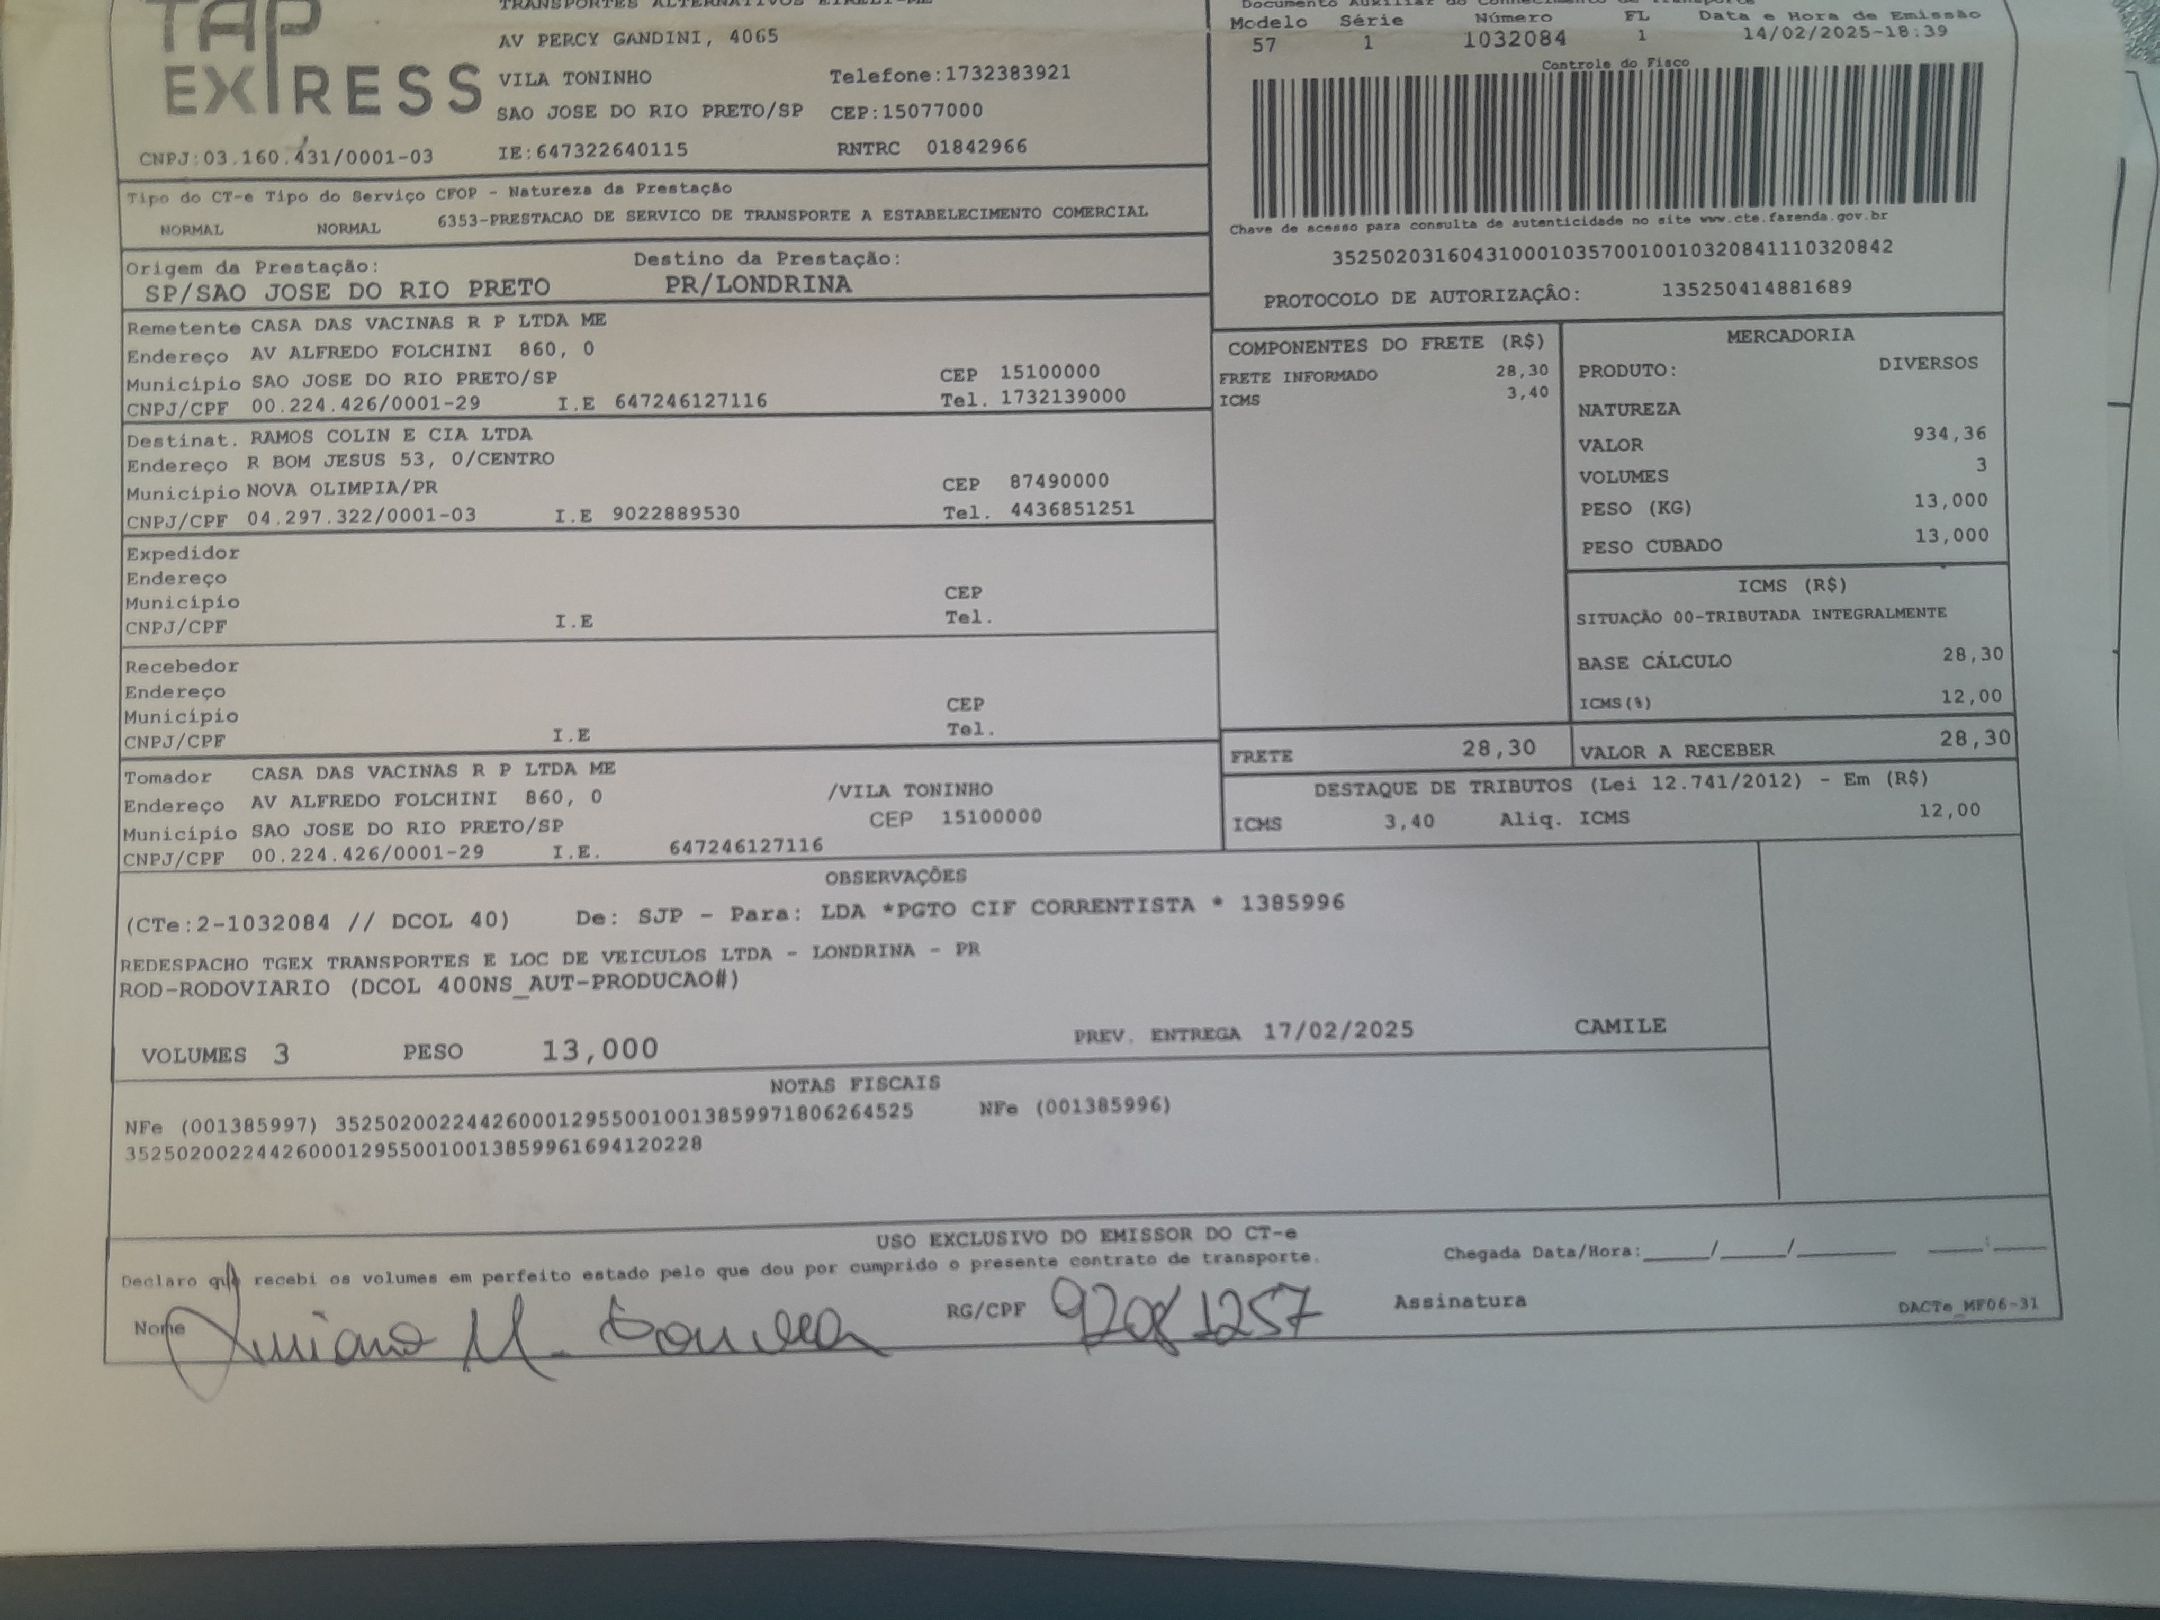 TAP EXPRESS
TRANSPORTES ALTERNATIVOS EIRELI-ME
AV PERCY GANDINI, 4065
VILA TONINHO Telefone:1732383921
SAO JOSE DO RIO PRETO/SP CEP:15077000
CNPJ:03.160.431/0001-03 IE:647322640115 RNTRC 01842966
Documento Auxiliar do Conhecimento de Transporte
Modelo Série Número FL Data e Hora de Emissão
57 1 1032084 1 14/02/2025-18:39
Controle do Fisco
Chave de acesso para consulta de autenticidade no site www.cte.fazenda.gov.br
35250203160431000103570010010320841110320842
PROTOCOLO DE AUTORIZAÇÃO: 135250414881689
Tipo do CT-e Tipo do Serviço CFOP - Natureza da Prestação
NORMAL NORMAL 6353-PRESTACAO DE SERVICO DE TRANSPORTE A ESTABELECIMENTO COMERCIAL
Origem da Prestação: Destino da Prestação:
SP/SAO JOSE DO RIO PRETO PR/LONDRINA
Remetente CASA DAS VACINAS R P LTDA ME
Endereço AV ALFREDO FOLCHINI 860, 0
Município SAO JOSE DO RIO PRETO/SP CEP 15100000
CNPJ/CPF 00.224.426/0001-29 I.E 647246127116 Tel. 1732139000
Destinat. RAMOS COLIN E CIA LTDA
Endereço R BOM JESUS 53, 0/CENTRO
Município NOVA OLIMPIA/PR CEP 87490000
CNPJ/CPF 04.297.322/0001-03 I.E 9022889530 Tel. 4436851251
Expedidor
Endereço
Município CEP
CNPJ/CPF I.E Tel.
Recebedor
Endereço
Município CEP
CNPJ/CPF I.E Tel.
Tomador CASA DAS VACINAS R P LTDA ME
Endereço AV ALFREDO FOLCHINI 860, 0 /VILA TONINHO
Município SAO JOSE DO RIO PRETO/SP CEP 15100000
CNPJ/CPF 00.224.426/0001-29 I.E. 647246127116
COMPONENTES DO FRETE (R$)
FRETE INFORMADO 28,30
ICMS 3,40
FRETE 28,30
MERCADORIA
PRODUTO: DIVERSOS
NATUREZA
VALOR 934,36
VOLUMES 3
PESO (KG) 13,000
PESO CUBADO 13,000
ICMS (R$)
SITUAÇÃO 00-TRIBUTADA INTEGRALMENTE
BASE CÁLCULO 28,30
ICMS(%) 12,00
VALOR A RECEBER 28,30
DESTAQUE DE TRIBUTOS (Lei 12.741/2012) - Em (R$)
ICMS 3,40 Aliq. ICMS 12,00
OBSERVAÇÕES
(CTe:2-1032084 // DCOL 40) De: SJP - Para: LDA *PGTO CIF CORRENTISTA * 1385996
REDESPACHO TGEX TRANSPORTES E LOC DE VEICULOS LTDA - LONDRINA - PR
ROD-RODOVIARIO (DCOL 400NS_AUT-PRODUCAO#)
VOLUMES 3 PESO 13,000 PREV. ENTREGA 17/02/2025 CAMILE
NOTAS FISCAIS
NFe (001385997) 35250200224426000129550010013859971806264525 NFe (001385996)
35250200224426000129550010013859961694120228
USO EXCLUSIVO DO EMISSOR DO CT-e
Declaro que recebi os volumes em perfeito estado pelo que dou por cumprido o presente contrato de transporte. Chegada Data/Hora:____/____/______ ____:____
Nome M. RG/CPF 92081257 Assinatura DACTe_MF06-31